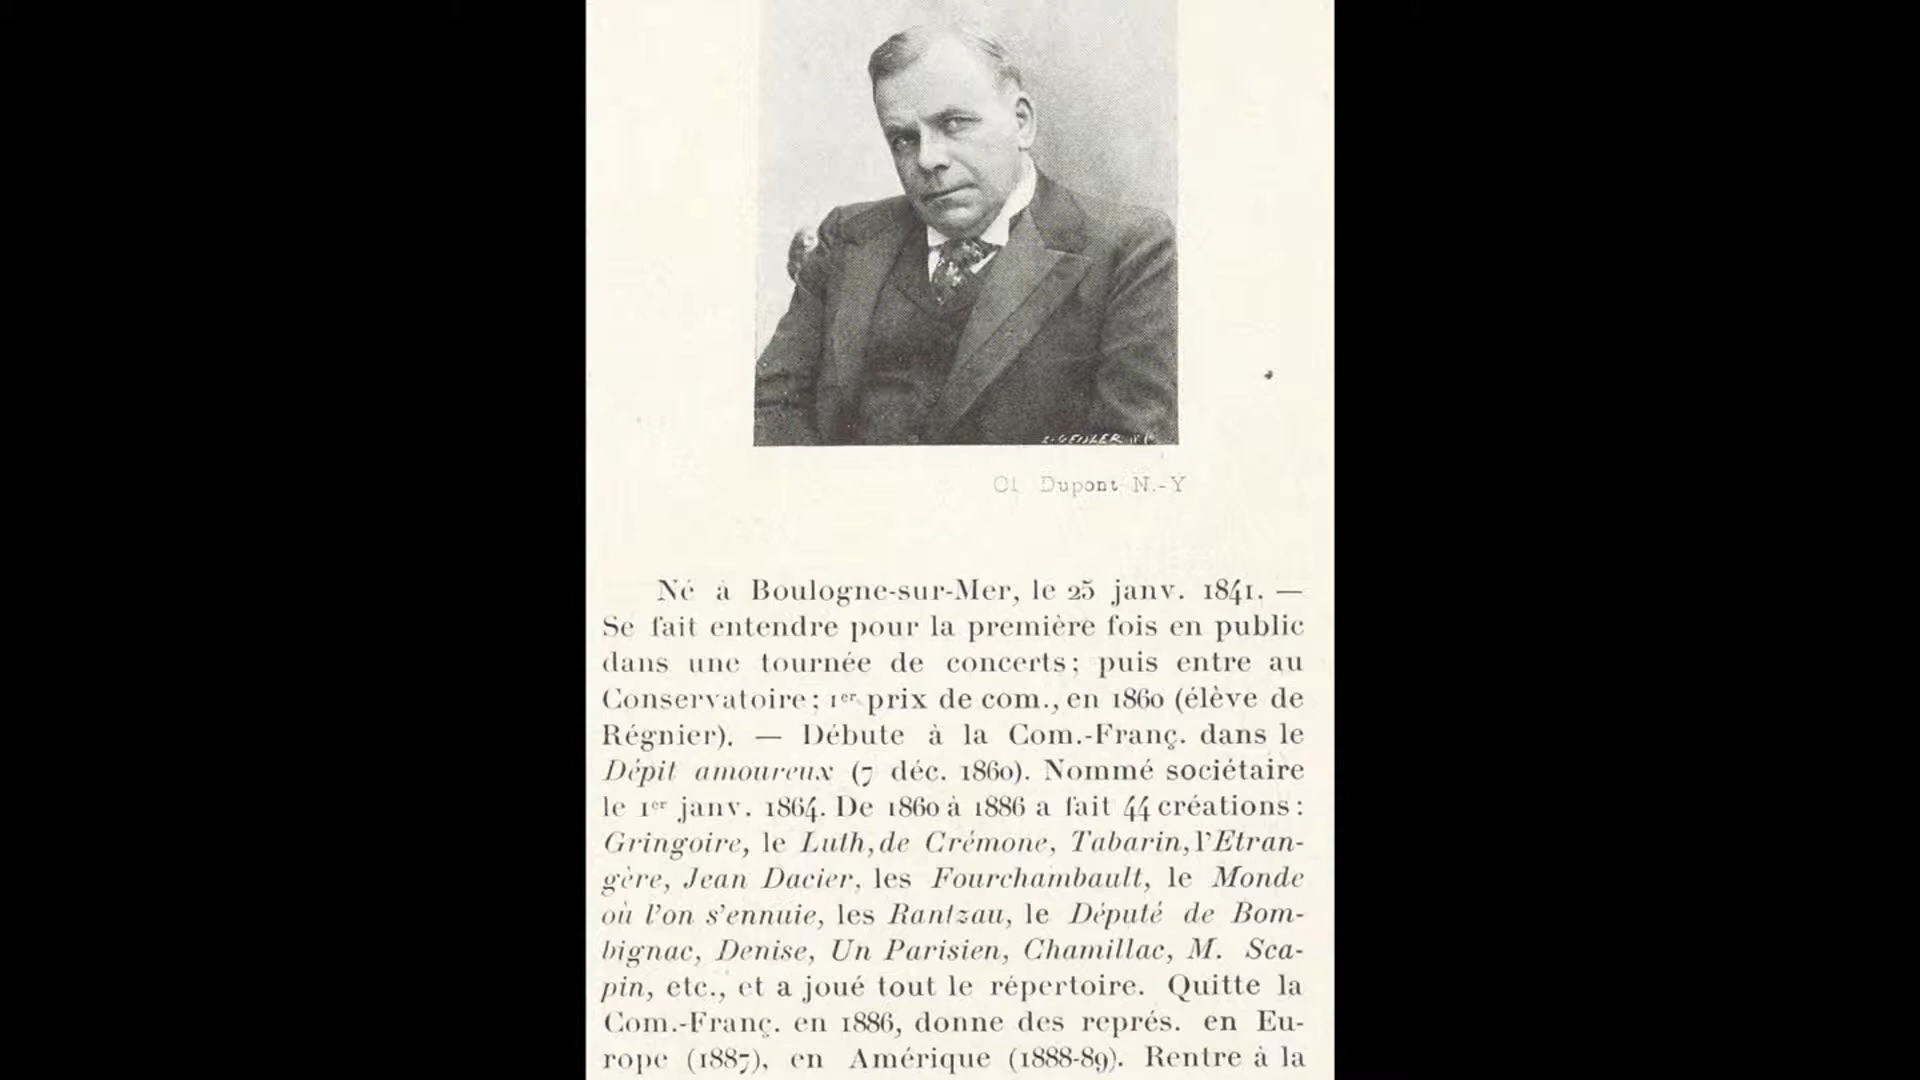 L. GEISLER
Cl Dupont N.-Y
Né à Boulogne-sur-Mer, le 25 janv. 1841. —
Se fait entendre pour la première fois en public
dans une tournée de concerts; puis entre au
Conservatoire; 1er prix de com., en 1860 (élève de
Régnier). — Débute à la Com.-Franç. dans le
Dépit amoureux (7 déc. 1860). Nommé sociétaire
le 1er janv. 1864. De 1860 à 1886 a fait 44 créations:
Gringoire, le Luth, de Crémone, Tabarin, l'Etran-
gère, Jean Dacier, les Fourchambault, le Monde
où l'on s'ennuie, les Rantzau, le Député de Bom-
bignac, Denise, Un Parisien, Chamillac, M. Sca-
pin, etc., et a joué tout le répertoire. Quitte la
Com.-Franç. en 1886, donne des représ. en Eu-
rope (1887), en Amérique (1888-89). Rentre à la